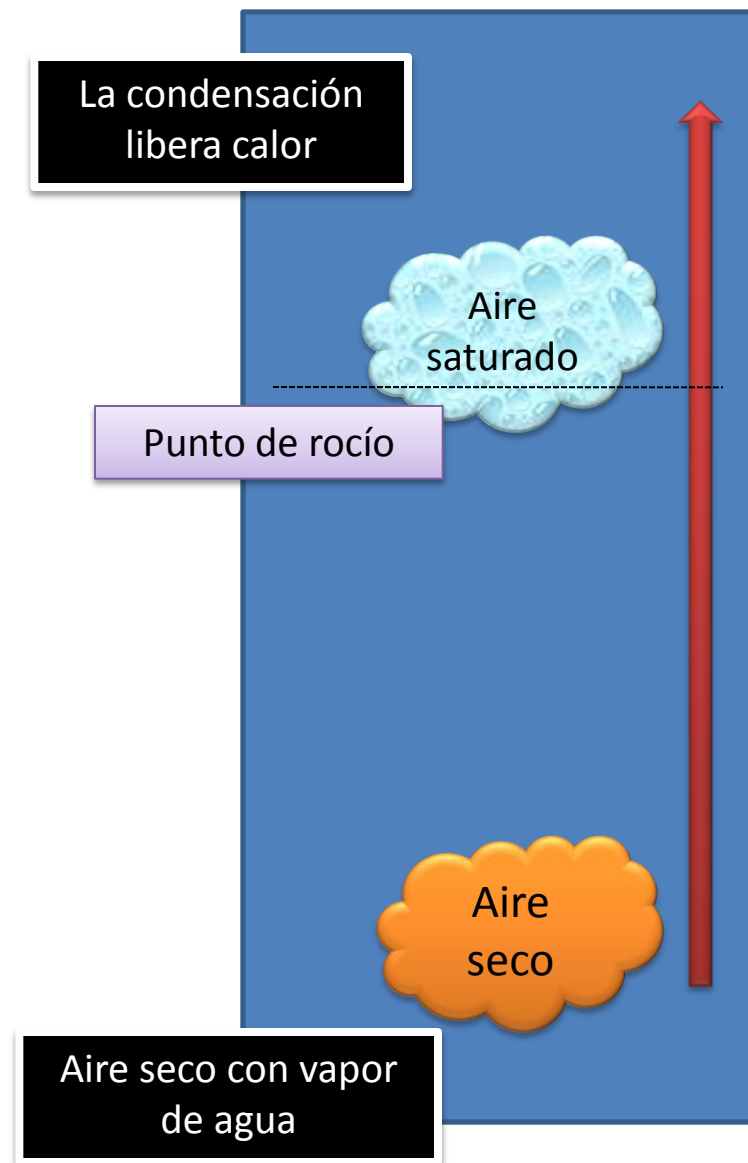 La condensación
libera calor
Aire
saturado
Punto de rocío
Aire
seco
Aire seco con vapor
de agua